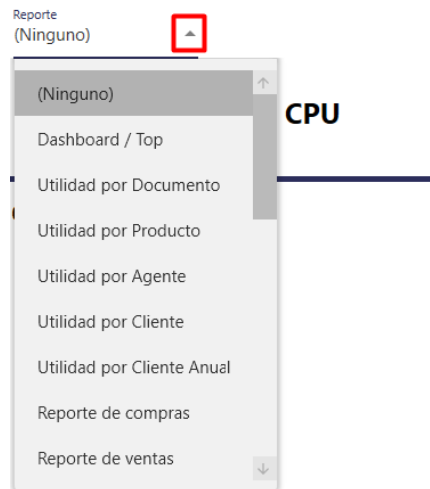 Reporte
(Ninguno)
(Ninguno)
CPU
Dashboard / Top
Utilidad por Documento
Utilidad por Producto
Utilidad por Agente
Utilidad por Cliente
Utilidad por Cliente Anual
Reporte de compras
Reporte de ventas